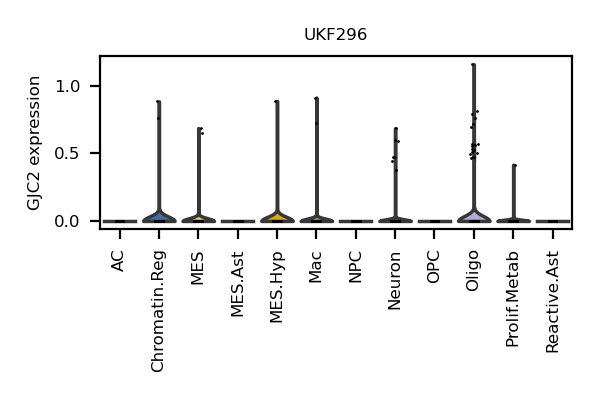 UKF296
GJC2 expression
1.0
0.5
0.0
AC
Chromatin.Reg
MES
MES.Ast
MES.Hyp
Mac
NPC
Neuron
OPC
Oligo
Prolif.Metab
Reactive.Ast